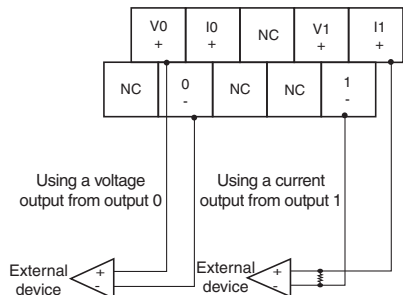 V0 I0 NC V1 I1
+ + + +
NC 0 NC NC 1
- -
Using a voltage output from output 0
Using a current output from output 1
External device
+
-
External device
+
-